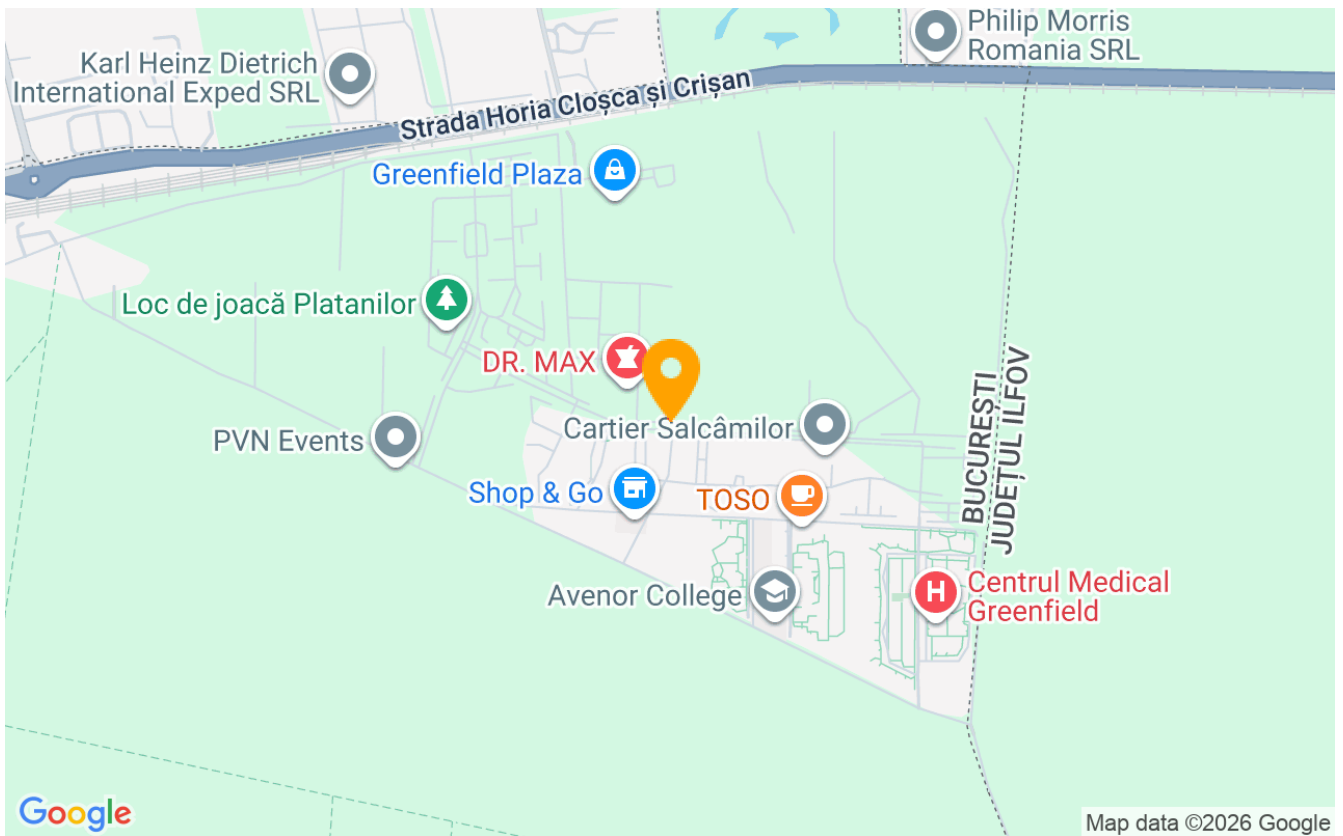 Philip Morris
Romania SRL
Karl Heinz Dietrich
International Exped SRL
Strada Horia Cloșca și Crișan
Greenfield Plaza
Loc de joacă Platanilor
DR. MAX
BUCUREȘTI
JUDEȚUL ILFOV
PVN Events
Cartier Salcâmilor
Shop & Go
TOSO
Avenor College
H
Centrul Medical
Greenfield
Google
Map data ©2026 Google